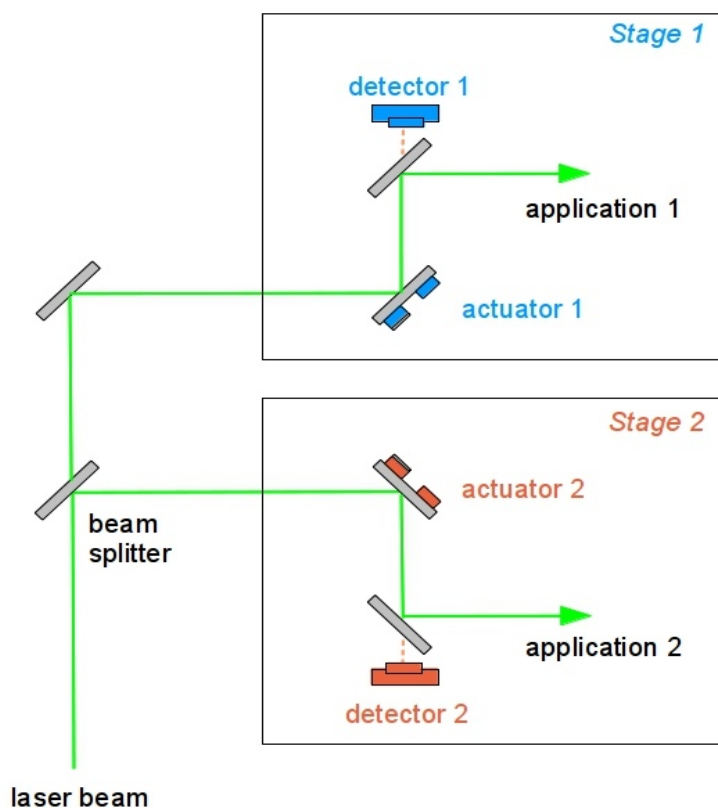 Stage 1
detector 1
application 1
actuator 1
Stage 2
actuator 2
beam
splitter
application 2
detector 2
laser beam